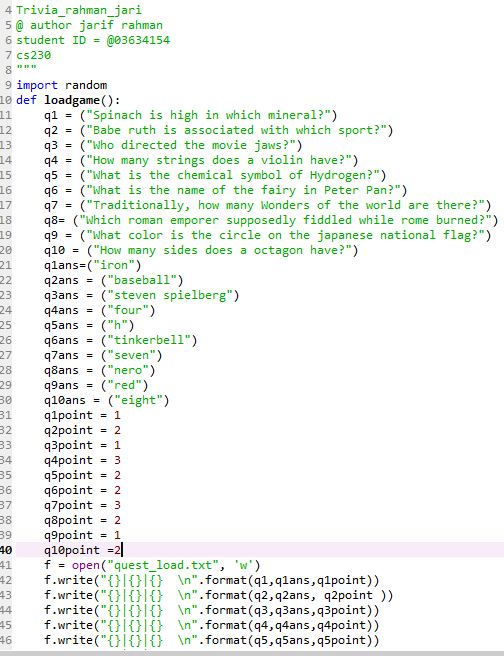 4 Trivia_rahman_jari
5 @ author jarif rahman
6 student ID = @03634154
7 cs230
8 """
9 import random
10 def loadgame():
11 q1 = ("Spinach is high in which mineral?")
12 q2 = ("Babe ruth is associated with which sport?")
13 q3 = ("Who directed the movie jaws?")
14 q4 = ("How many strings does a violin have?")
15 q5 = ("What is the chemical symbol of Hydrogen?")
16 q6 = ("What is the name of the fairy in Peter Pan?")
17 q7 = ("Traditionally, how many Wonders of the world are there?")
18 q8= ("Which roman emporer supposedly fiddled while rome burned?")
19 q9 = ("What color is the circle on the japanese national flag?")
20 q10 = ("How many sides does a octagon have?")
21 q1ans=("iron")
22 q2ans = ("baseball")
23 q3ans = ("steven spielberg")
24 q4ans = ("four")
25 q5ans = ("h")
26 q6ans = ("tinkerbell")
27 q7ans = ("seven")
28 q8ans = ("nero")
29 q9ans = ("red")
30 q10ans = ("eight")
31 q1point = 1
32 q2point = 2
33 q3point = 1
34 q4point = 3
35 q5point = 2
36 q6point = 2
37 q7point = 3
38 q8point = 2
39 q9point = 1
40 q10point =2
41 f = open("quest_load.txt", 'w')
42 f.write("{}|{}|{}  \n".format(q1,q1ans,q1point))
43 f.write("{}|{}|{}  \n".format(q2,q2ans, q2point ))
44 f.write("{}|{}|{}  \n".format(q3,q3ans,q3point))
45 f.write("{}|{}|{}  \n".format(q4,q4ans,q4point))
46 f.write("{}|{}|{}  \n".format(q5,q5ans,q5point))